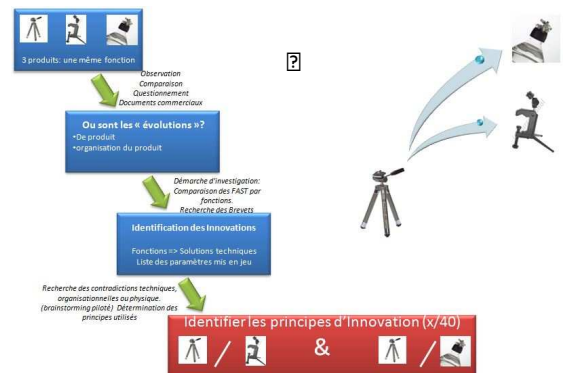 3 produits: une même fonction
Observation
Comparaison
Questionnement
Documents commerciaux
Ou sont les « évolutions »?
•De produit
•organisation du produit
Démarche d'investigation:
Comparaison des FAST par
fonctions.
Recherche des Brevets
Identification des Innovations
Fonctions => Solutions techniques
Liste des paramètres mis en jeu
Recherche des contradictions techniques,
organisationnelles ou physique.
(brainstorming piloté) Détermination des
principes utilisés
Identifier les principes d'Innovation (x/40)
/ & /
?